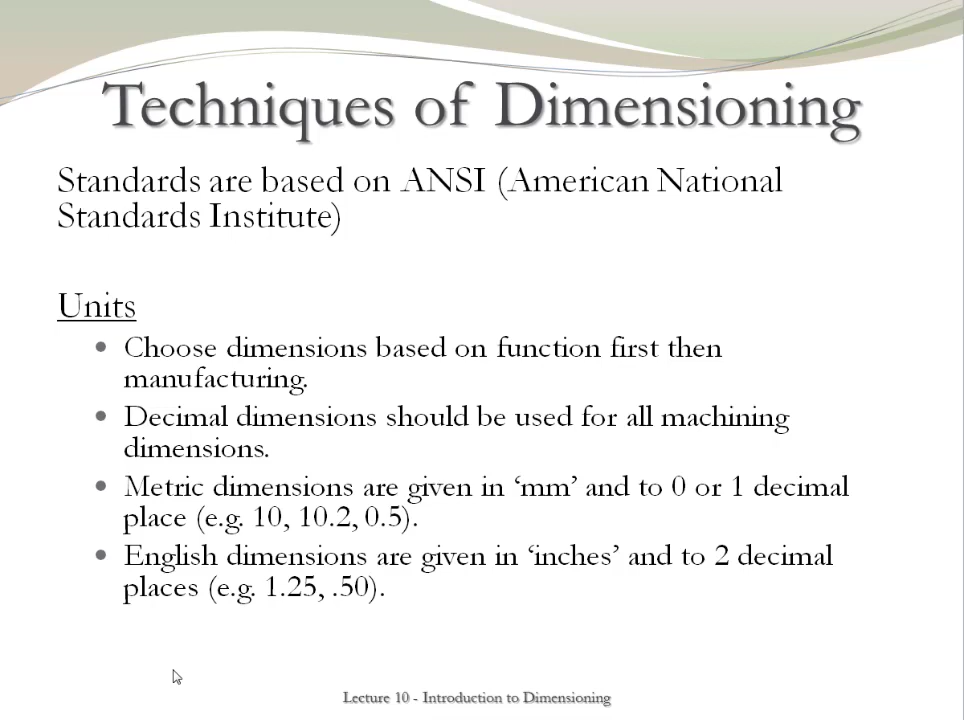 Techniques of Dimensioning
Standards are based on ANSI (American National
Standards Institute)
Units
• Choose dimensions based on function first then
manufacturing.
• Decimal dimensions should be used for all machining
dimensions.
• Metric dimensions are given in ‘mm’ and to 0 or 1 decimal
place (e.g. 10, 10.2, 0.5).
• English dimensions are given in ‘inches’ and to 2 decimal
places (e.g. 1.25, .50).
Lecture 10 - Introduction to Dimensioning